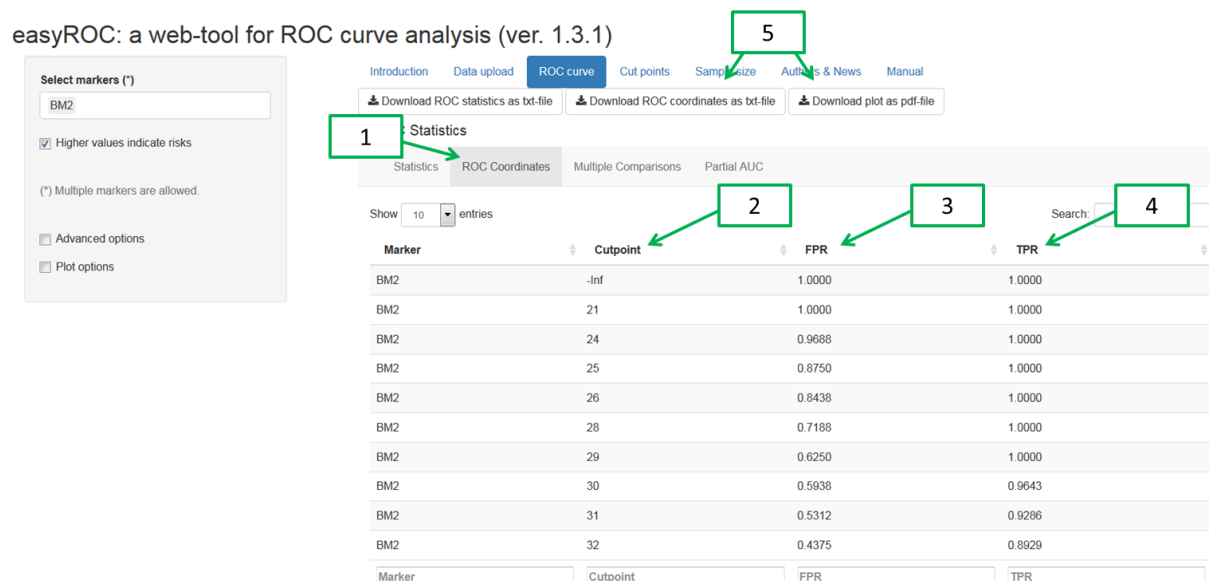 easyROC: a web-tool for ROC curve analysis (ver. 1.3.1)
5
Select markers (*)
BM2
Higher values indicate risks
(*) Multiple markers are allowed.
Advanced options
Plot options
Introduction Data upload ROC curve Cut points Sample size Authors & News Manual
Download ROC statistics as txt-file Download ROC coordinates as txt-file Download plot as pdf-file
1
Statistics
Statistics ROC Coordinates Multiple Comparisons Partial AUC
2 3 4
Show 10 entries Search:
Marker Cutpoint FPR TPR
BM2 -Inf 1.0000 1.0000
BM2 21 1.0000 1.0000
BM2 24 0.9688 1.0000
BM2 25 0.8750 1.0000
BM2 26 0.8438 1.0000
BM2 28 0.7188 1.0000
BM2 29 0.6250 1.0000
BM2 30 0.5938 0.9643
BM2 31 0.5312 0.9286
BM2 32 0.4375 0.8929
Marker Cutpoint FPR TPR